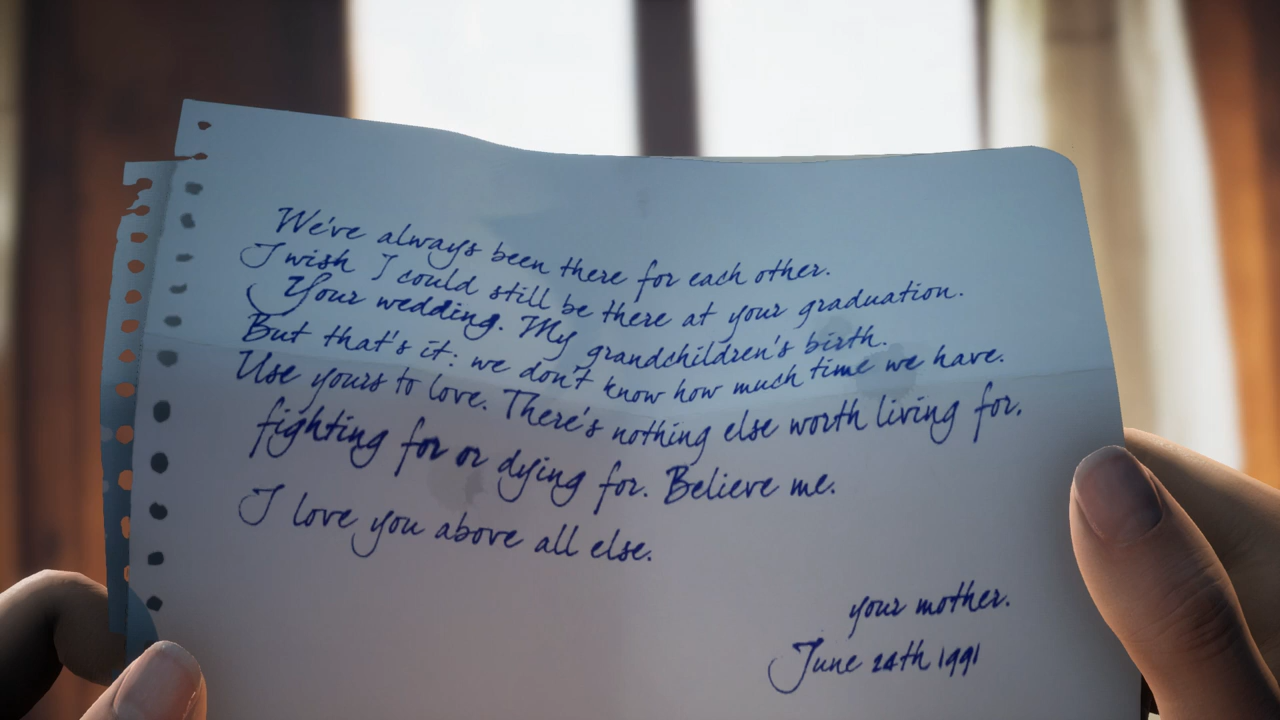 We've always been there for each other.
I wish I could still be there at your graduation.
Your wedding. My grandchildren's birth.
But that's it: we don't know how much time we have.
Use yours to love. There's nothing else worth living for.
fighting for or dying for. Believe me.
I love you above all else.
your mother.
June 24th 1991